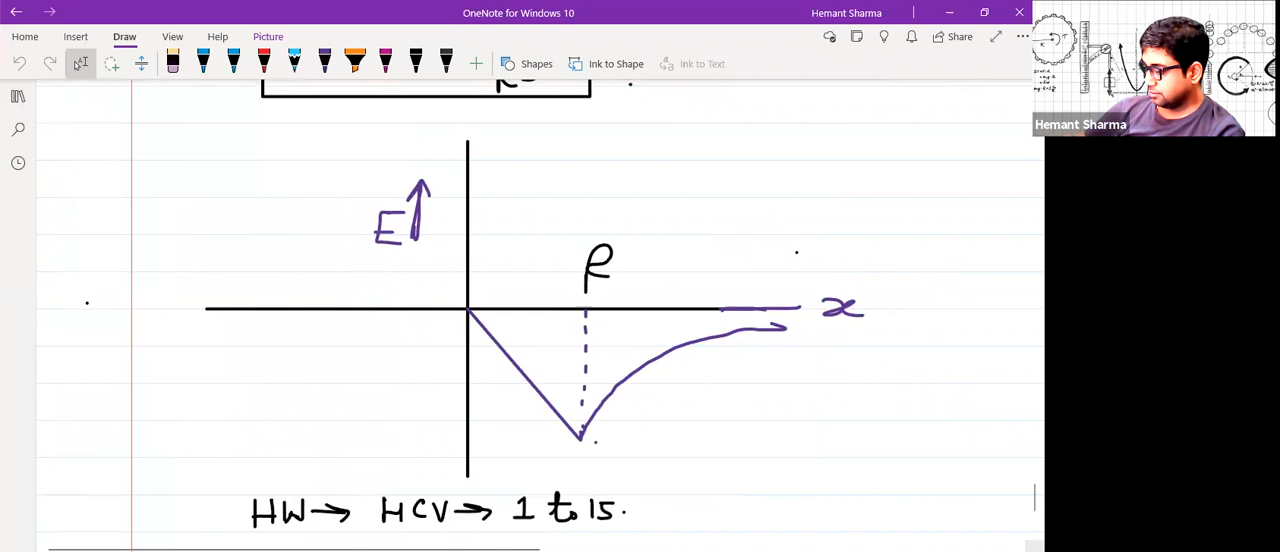 OneNote for Windows 10
Hemant Sharma
Home Insert Draw View Help Picture
Share
Shapes Ink to Shape Ink to Text
Hemant Sharma
E
R
x
HW → HCV → 1 to 15.